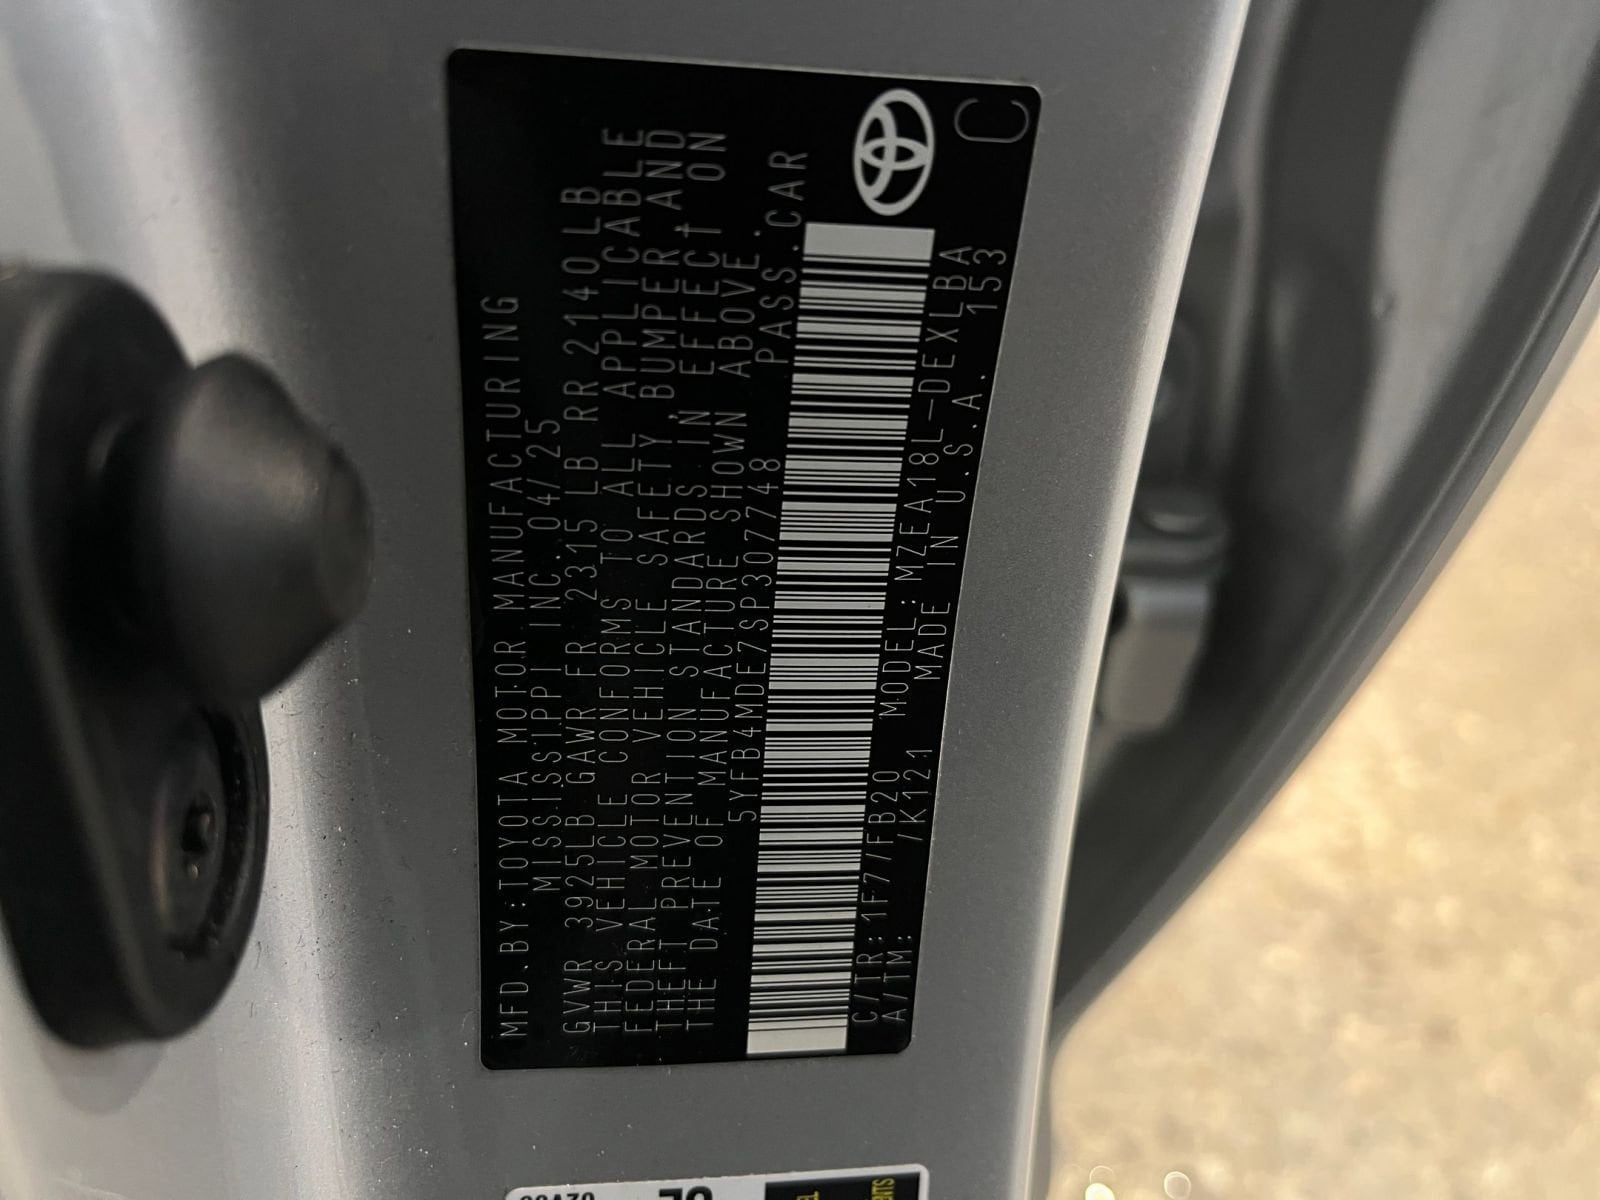 MFD.BY:TOYOTA MOTOR MANUFACTURING
MISSISSIPPI INC.04/25
GVWR 3925LB GAWR FR 2315 LB RR 2140LB
THIS VEHICLE CONFORMS TO ALL APPLICABLE
FEDERAL MOTOR VEHICLE SAFETY, BUMPER, AND
THEFT PREVENTION STANDARDS IN EFFECT ON
THE DATE OF MANUFACTURE SHOWN ABOVE.
5YFB4MDE7SP307748 PASS.CAR
C/TR:1F7/FB20 MODEL:MZEA18L-DEXLBA
A/TM: /K121 MADE IN U.S.A. 153
C